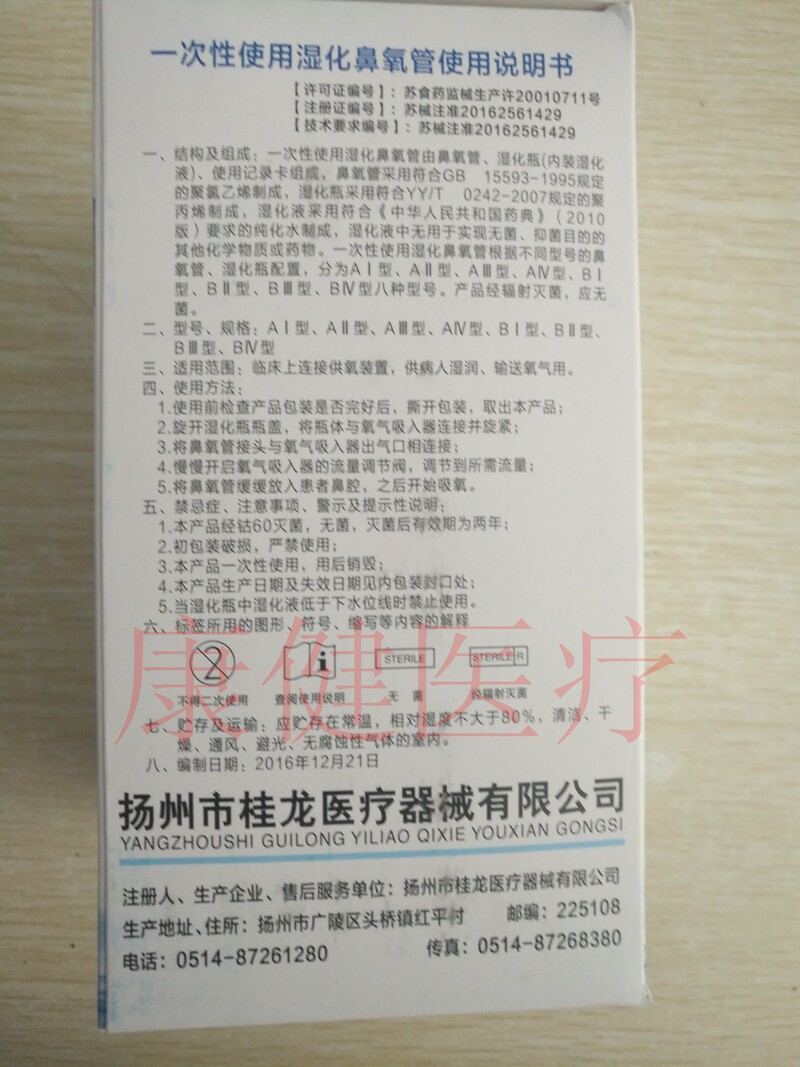 一次性使用湿化鼻氧管使用说明书
【许可证编号】：苏食药监械生产许20010711号
【注册证编号】：苏械注准20162561429
【技术要求编号】：苏械注准20162561429
一、结构及组成：一次性使用湿化鼻氧管由鼻氧管、湿化瓶(内装湿化
液)、使用记录卡组成，鼻氧管采用符合GB 15593-1995规定
的聚氯乙烯制成，湿化瓶采用符合YY/T 0242-2007规定的聚
丙烯制成，湿化液采用符合《中华人民共和国药典》（2010
版）要求的纯化水制成，湿化液中无用于实现无菌、抑菌目的的
其他化学物质或药物。一次性使用湿化鼻氧管根据不同型号的鼻
氧管、湿化瓶配置，分为AⅠ型、AⅡ型、AⅢ型、AⅣ型、BⅠ
型、BⅡ型、BⅢ型、BⅣ型八种型号。产品经辐射灭菌，应无
菌。
二、型号、规格：AⅠ型、AⅡ型、AⅢ型、AⅣ型、BⅠ型、BⅡ型、
BⅢ型、BⅣ型
三、适用范围：临床上连接供氧装置，供病人湿润、输送氧气用。
四、使用方法：
1.使用前检查产品包装是否完好后，撕开包装，取出本产品；
2.旋开湿化瓶瓶盖，将瓶体与氧气吸入器连接并旋紧；
3.将鼻氧管接头与氧气吸入器出气口相连接；
4.慢慢开启氧气吸入器的流量调节阀，调节到所需流量；
5.将鼻氧管缓缓放入患者鼻腔，之后开始吸氧。
五、禁忌症、注意事项、警示及提示性说明：
1.本产品经钴60灭菌，无菌，灭菌后有效期为两年；
2.初包装破损，严禁使用；
3.本产品一次性使用，用后销毁；
4.本产品生产日期及失效日期见内包装封口处；
5.当湿化瓶中湿化液低于下水位线时禁止使用。
六、标签所用的图形、符号、缩写等内容的解释
2 i STERILE STERILE R
不得二次使用 查阅使用说明 无 菌 经辐射灭菌
康健医疗
七、贮存及运输：应贮存在常温，相对湿度不大于80%，清洁、干
燥、通风、避光、无腐蚀性气体的室内。
八、编制日期：2016年12月21日
扬州市桂龙医疗器械有限公司
YANGZHOUSHI GUILONG YILIAO QIXIE YOUXIAN GONGSI
注册人、生产企业、售后服务单位：扬州市桂龙医疗器械有限公司
生产地址、住所：扬州市广陵区头桥镇红平村 邮编：225108
电话：0514-87261280 传真：0514-87268380